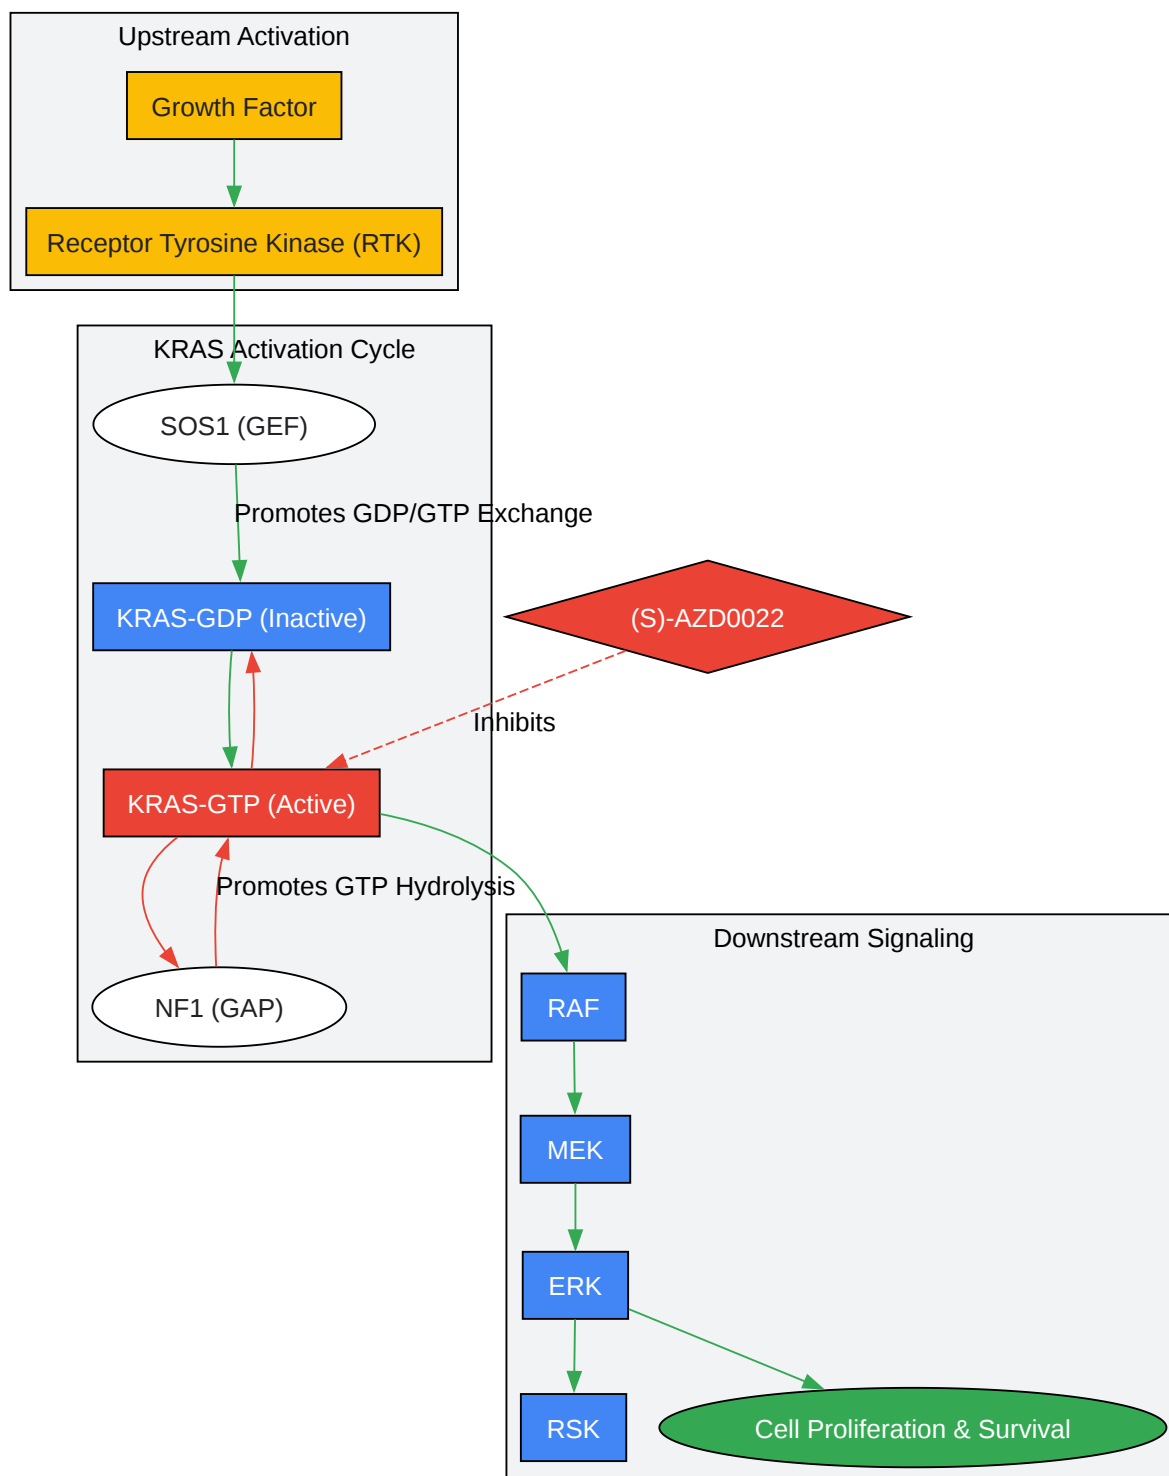 Upstream Activation
Growth Factor
Receptor Tyrosine Kinase (RTK)
KRAS Activation Cycle
SOS1 (GEF)
Promotes GDP/GTP Exchange
KRAS-GDP (Inactive)
(S)-AZD0022
Inhibits
KRAS-GTP (Active)
Promotes GTP Hydrolysis
NF1 (GAP)
Downstream Signaling
RAF
MEK
ERK
RSK
Cell Proliferation & Survival